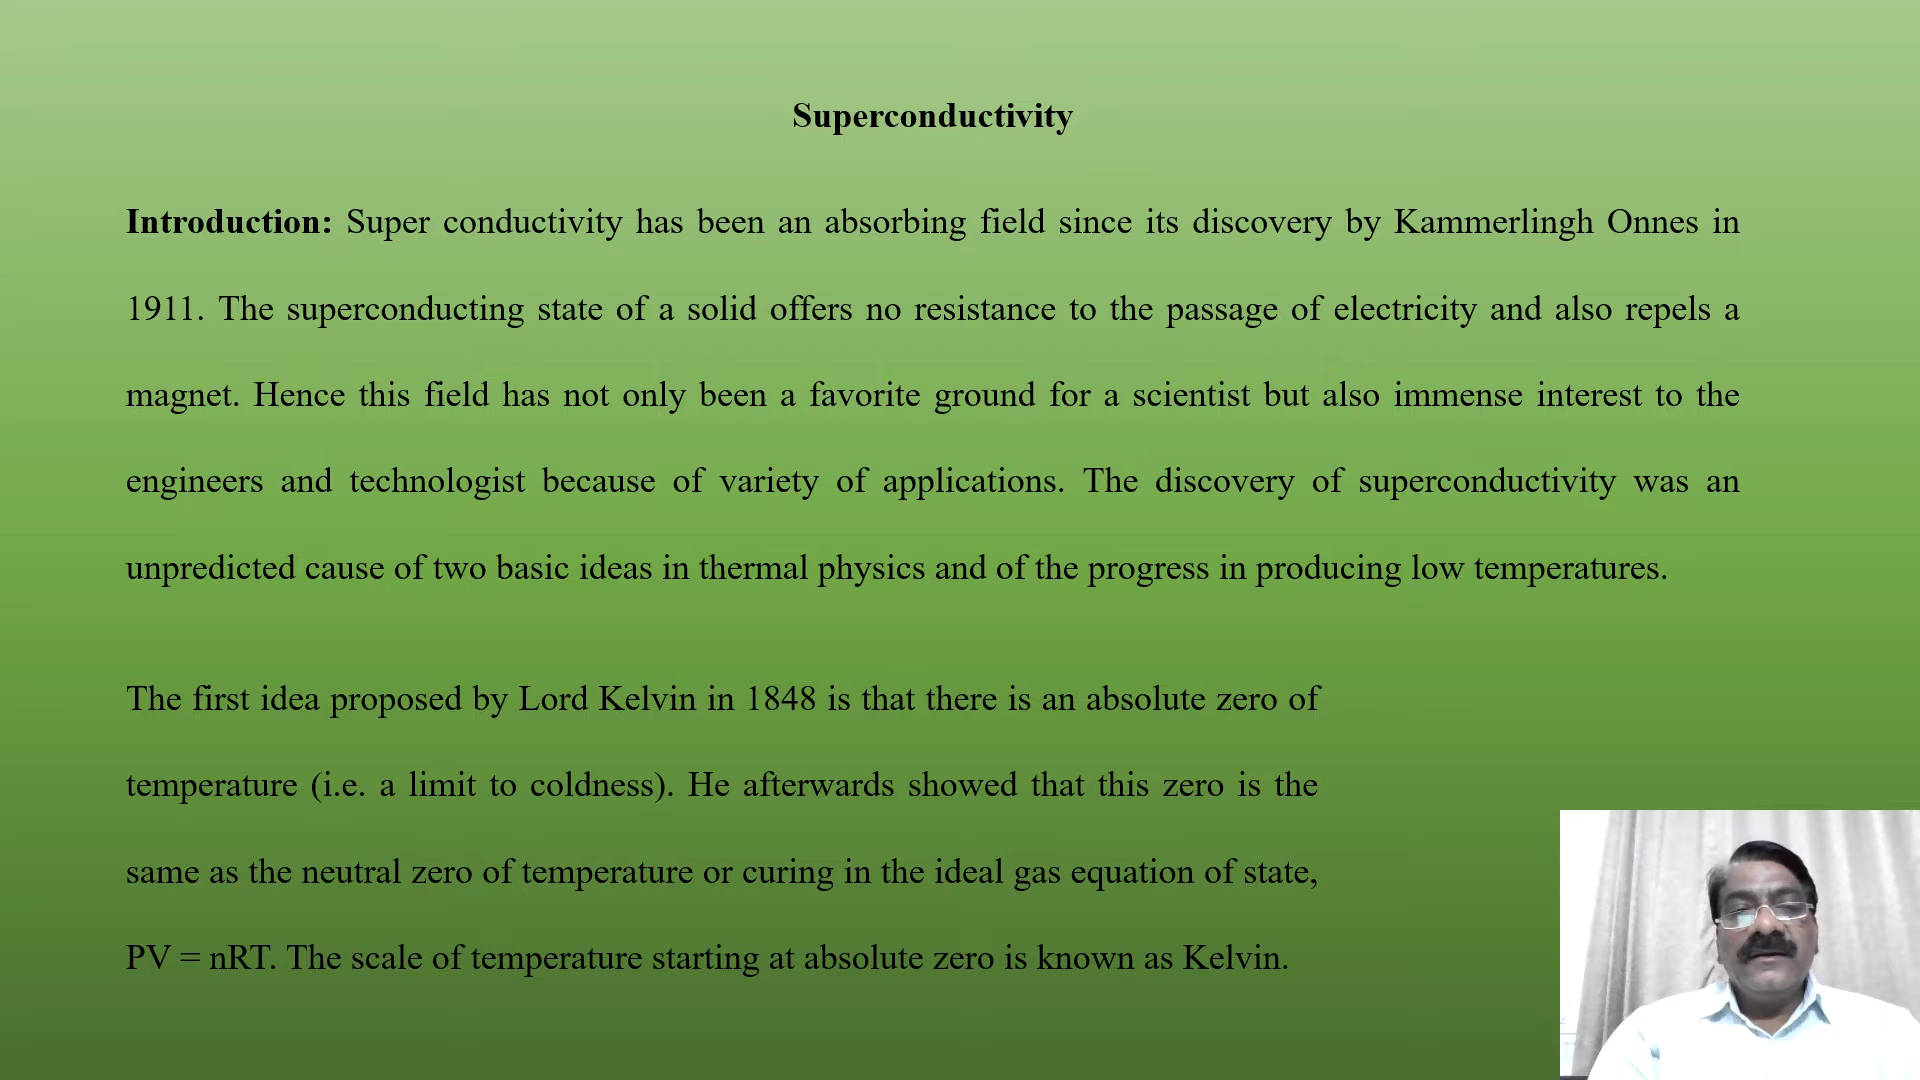 Superconductivity
Introduction: Super conductivity has been an absorbing field since its discovery by Kammerlingh Onnes in
1911. The superconducting state of a solid offers no resistance to the passage of electricity and also repels a
magnet. Hence this field has not only been a favorite ground for a scientist but also immense interest to the
engineers and technologist because of variety of applications. The discovery of superconductivity was an
unpredicted cause of two basic ideas in thermal physics and of the progress in producing low temperatures.
The first idea proposed by Lord Kelvin in 1848 is that there is an absolute zero of
temperature (i.e. a limit to coldness). He afterwards showed that this zero is the
same as the neutral zero of temperature or curing in the ideal gas equation of state,
PV = nRT. The scale of temperature starting at absolute zero is known as Kelvin.